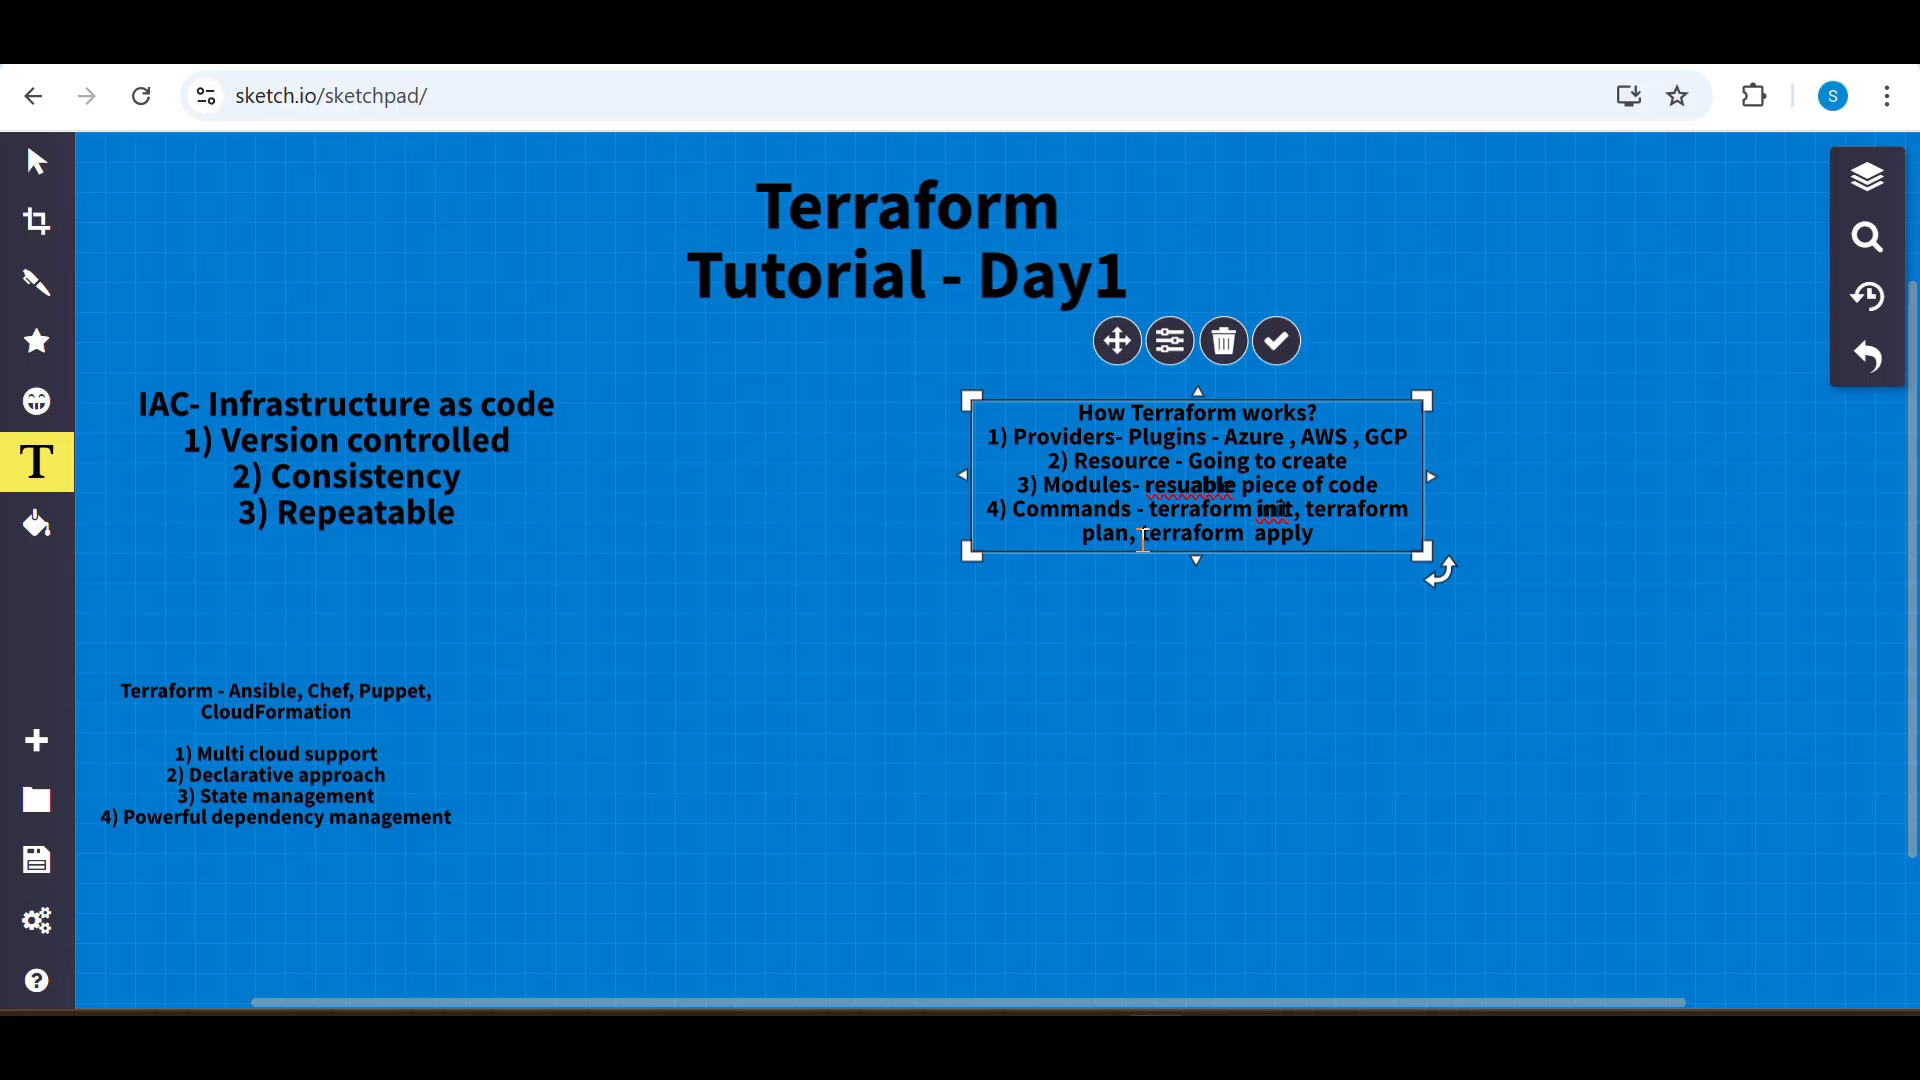 sketch.io/sketchpad/
S
Terraform
Tutorial - Day1
IAC- Infrastructure as code
1) Version controlled
2) Consistency
3) Repeatable
How Terraform works?
1) Providers- Plugins - Azure , AWS , GCP
2) Resource - Going to create
3) Modules- resuable piece of code
4) Commands - terraform init, terraform
plan, terraform apply
T
Terraform - Ansible, Chef, Puppet,
CloudFormation
1) Multi cloud support
2) Declarative approach
3) State management
4) Powerful dependency management